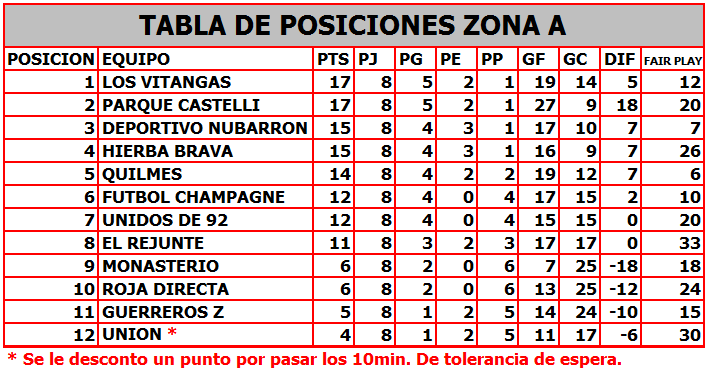 TABLA DE POSICIONES ZONA A
POSICION EQUIPO PTS PJ PG PE PP GF GC DIF FAIR PLAY
1 LOS VITANGAS 17 8 5 2 1 19 14 5 12
2 PARQUE CASTELLI 17 8 5 2 1 27 9 18 20
3 DEPORTIVO NUBARRON 15 8 4 3 1 17 10 7 7
4 HIERBA BRAVA 15 8 4 3 1 16 9 7 26
5 QUILMES 14 8 4 2 2 19 12 7 6
6 FUTBOL CHAMPAGNE 12 8 4 0 4 17 15 2 10
7 UNIDOS DE 92 12 8 4 0 4 15 15 0 20
8 EL REJUNTE 11 8 3 2 3 17 17 0 33
9 MONASTERIO 6 8 2 0 6 7 25 -18 18
10 ROJA DIRECTA 6 8 2 0 6 13 25 -12 24
11 GUERREROS Z 5 8 1 2 5 14 24 -10 15
12 UNION * 4 8 1 2 5 11 17 -6 30
* Se le desconto un punto por pasar los 10min. De tolerancia de espera.